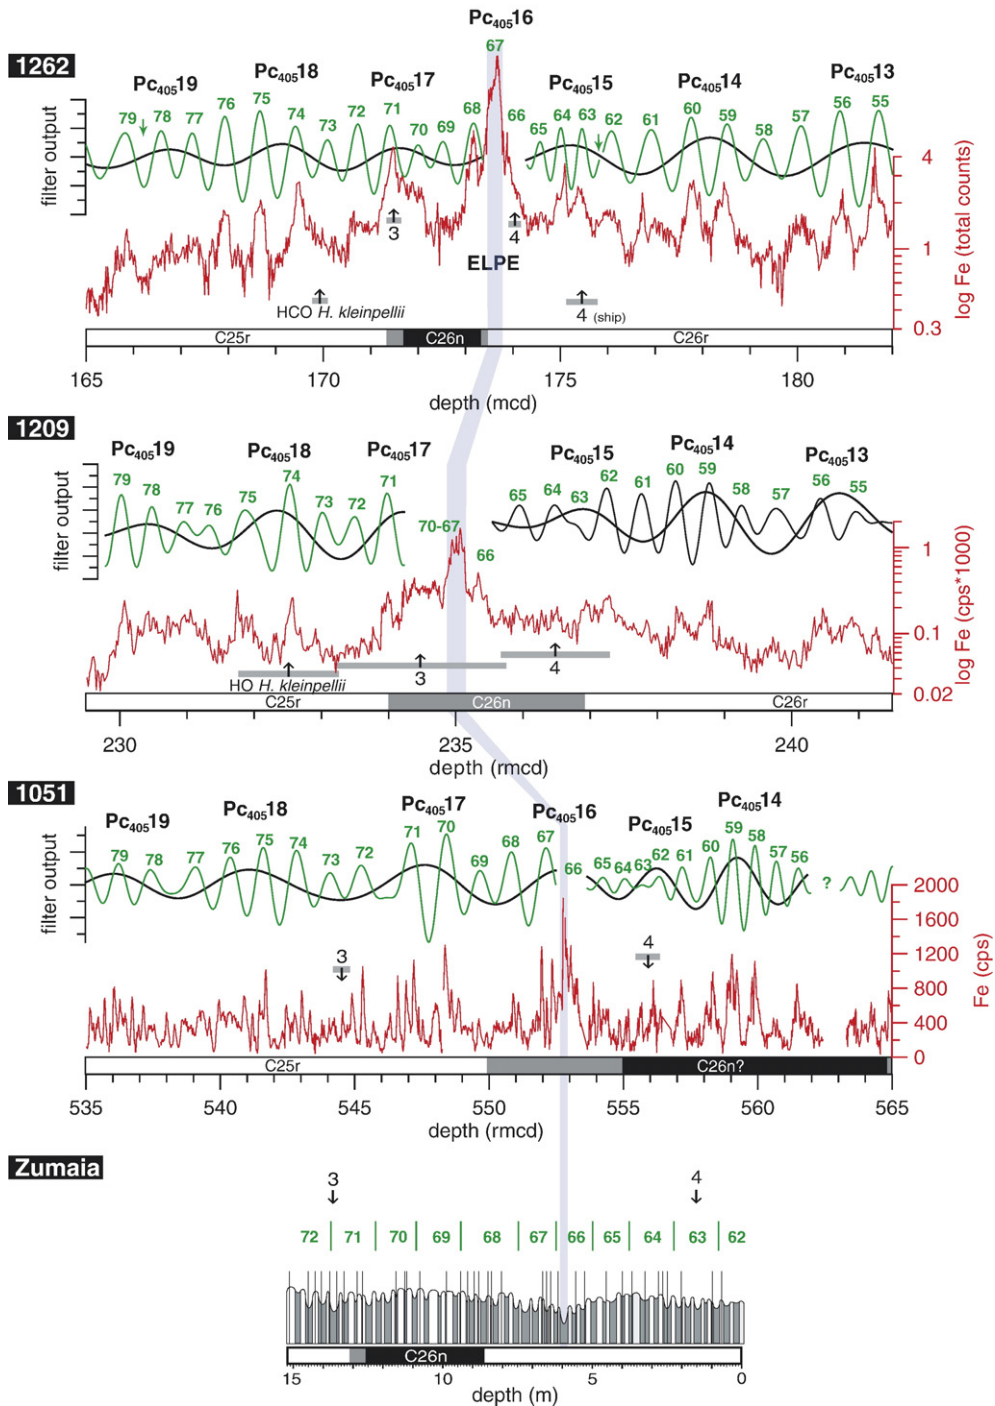 Pc40516
1262
67
Pc40519 Pc40518 Pc40517 Pc40515 Pc40514 Pc40513
79 78 77 76 75 74 73 72 71 70 69 68 66 65 64 63 62 61 60 59 58 57 56 55
filter output
4
1
0.3
log Fe (total counts)
3 4
ELPE
HCO H. kleinpellii
4 (ship)
C25r C26n C26r
165 170 175 180
depth (mcd)
1209
Pc40519 Pc40518 Pc40517 Pc40515 Pc40514 Pc40513
79 78 77 76 75 74 73 72 71 70-67 66 65 64 63 62 61 60 59 58 57 56 55
filter output
1
0.1
0.02
log Fe (cps*1000)
3 4
HO H. kleinpellii
C25r C26n C26r
230 235 240
depth (rmcd)
1051
Pc40519 Pc40518 Pc40517 Pc40516 Pc40515 Pc40514
79 78 77 76 75 74 73 72 71 70 69 68 67 66 65 64 63 62 61 60 59 58 57 56 ?
filter output
2000
1600
1200
800
400
0
Fe (cps)
3 4
C25r C26n?
535 540 545 550 555 560 565
depth (rmcd)
Zumaia
3 4
72 71 70 69 68 67 66 65 64 63 62
C26n
15 10 5 0
depth (m)